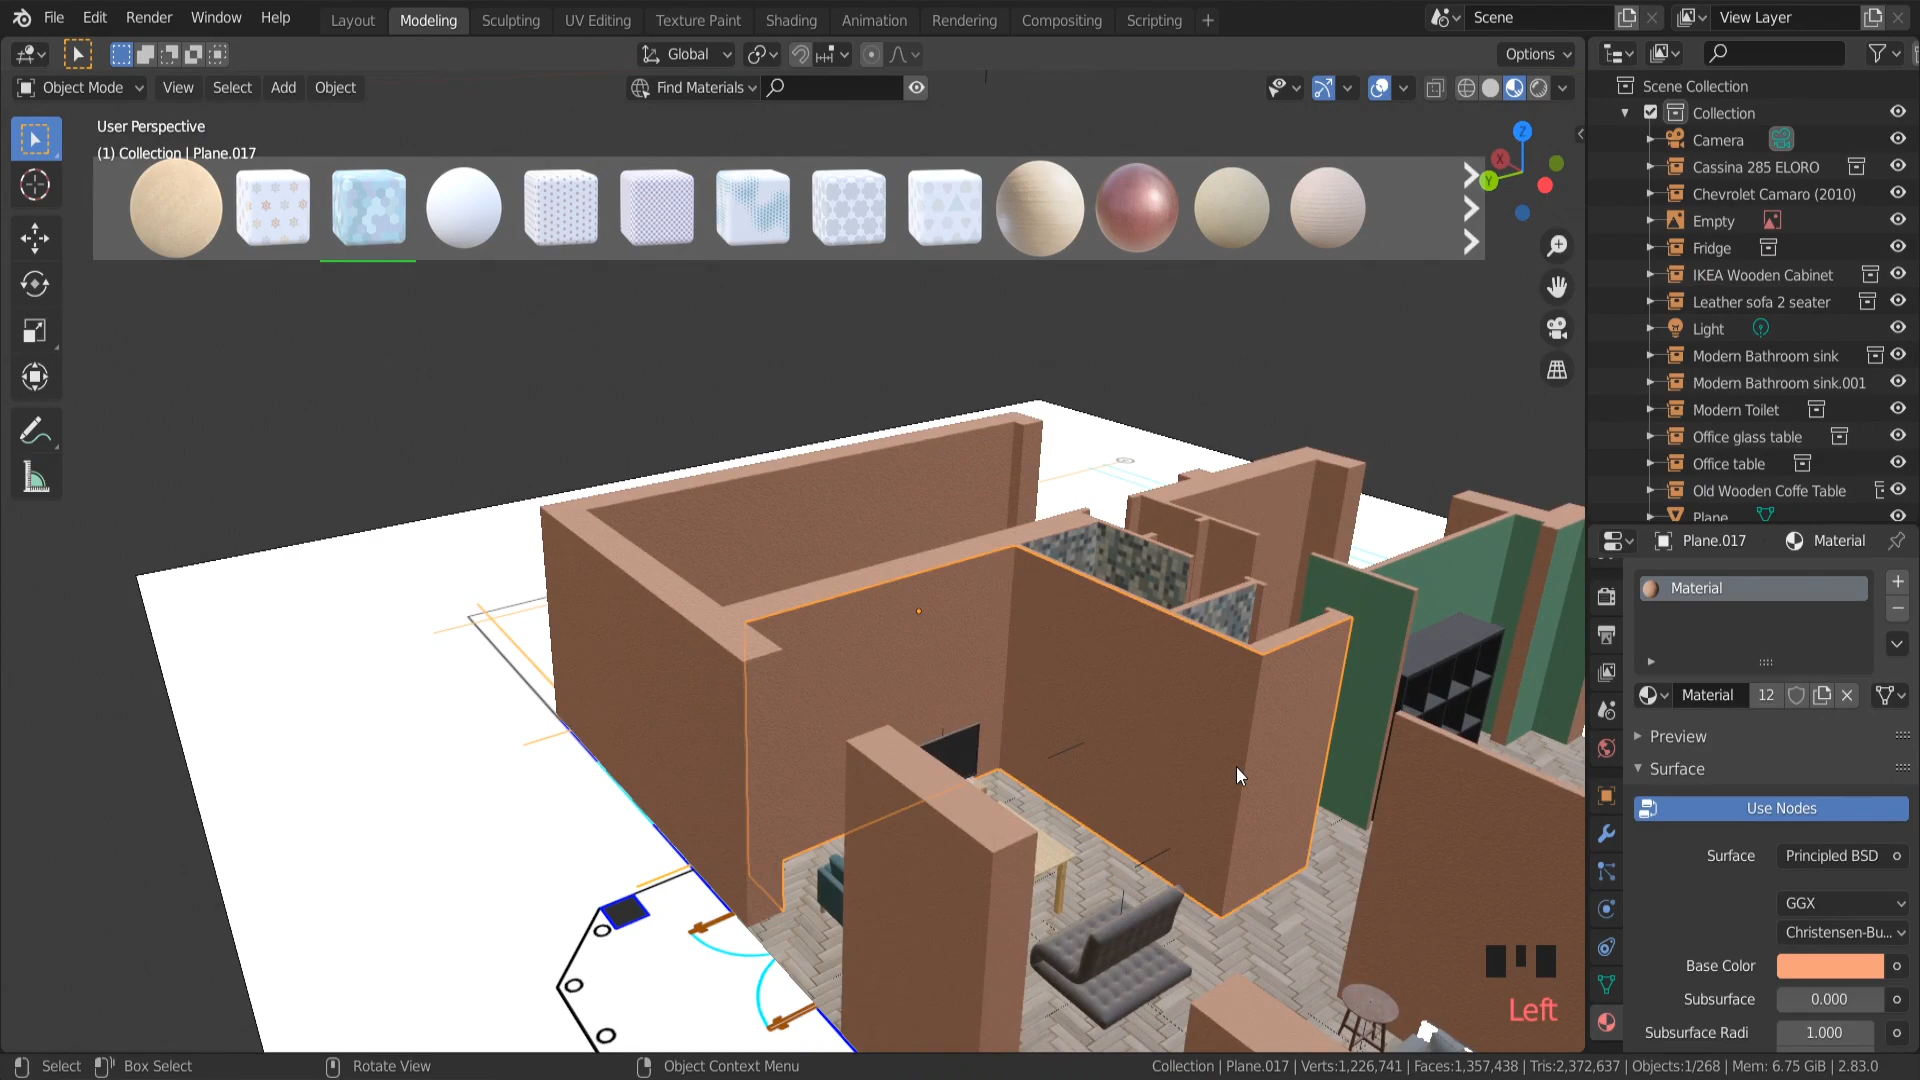 File Edit Render Window Help Layout Modeling Sculpting UV Editing Texture Paint Shading Animation Rendering Compositing Scripting + Scene View Layer
Global Options
Object Mode View Select Add Object Find Materials
User Perspective
(1) Collection | Plane.017
Z
X
Y
Scene Collection
Collection
Camera
Cassina 285 ELORO
Chevrolet Camaro (2010)
Empty
Fridge
IKEA Wooden Cabinet
Leather sofa 2 seater
Light
Modern Bathroom sink
Modern Bathroom sink.001
Modern Toilet
Office glass table
Office table
Old Wooden Coffe Table
Plane
Plane.017 Material
Material
Material 12
Preview
Surface
Use Nodes
Surface Principled BSD
GGX
Christensen-Bu...
Base Color
Subsurface 0.000
Subsurface Radi 1.000
Left
Select Box Select Rotate View Object Context Menu Collection | Plane.017 | Verts:1,226,741 | Faces:1,357,438 | Tris:2,372,637 | Objects:1/268 | Mem: 6.75 GiB | 2.83.0